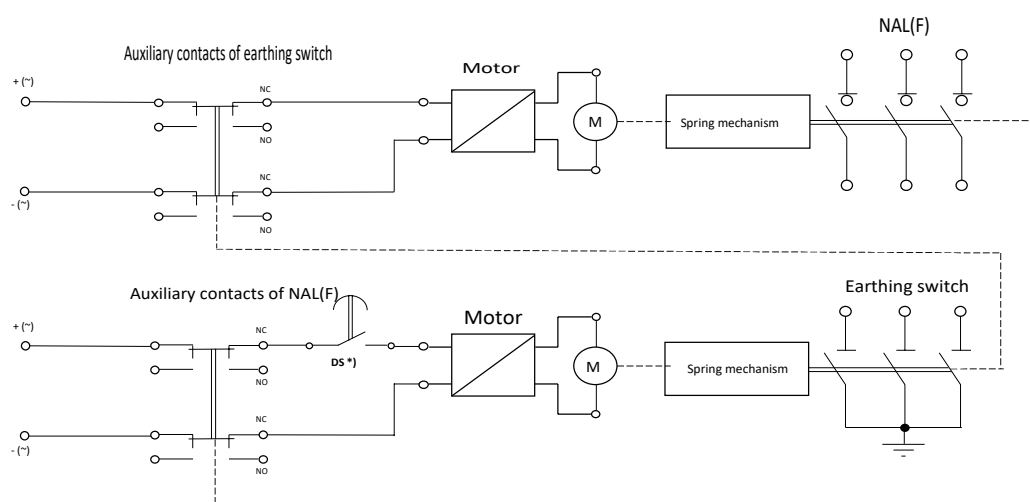 NAL(F)
Auxiliary contacts of earthing switch
Motor
+ (~)
NC
M
Spring mechanism
NO
NC
- (~)
NO
Earthing switch
Auxiliary contacts of NAL(F)
Motor
+ (~)
NC
DS *)
M
Spring mechanism
NO
NC
- (~)
NO